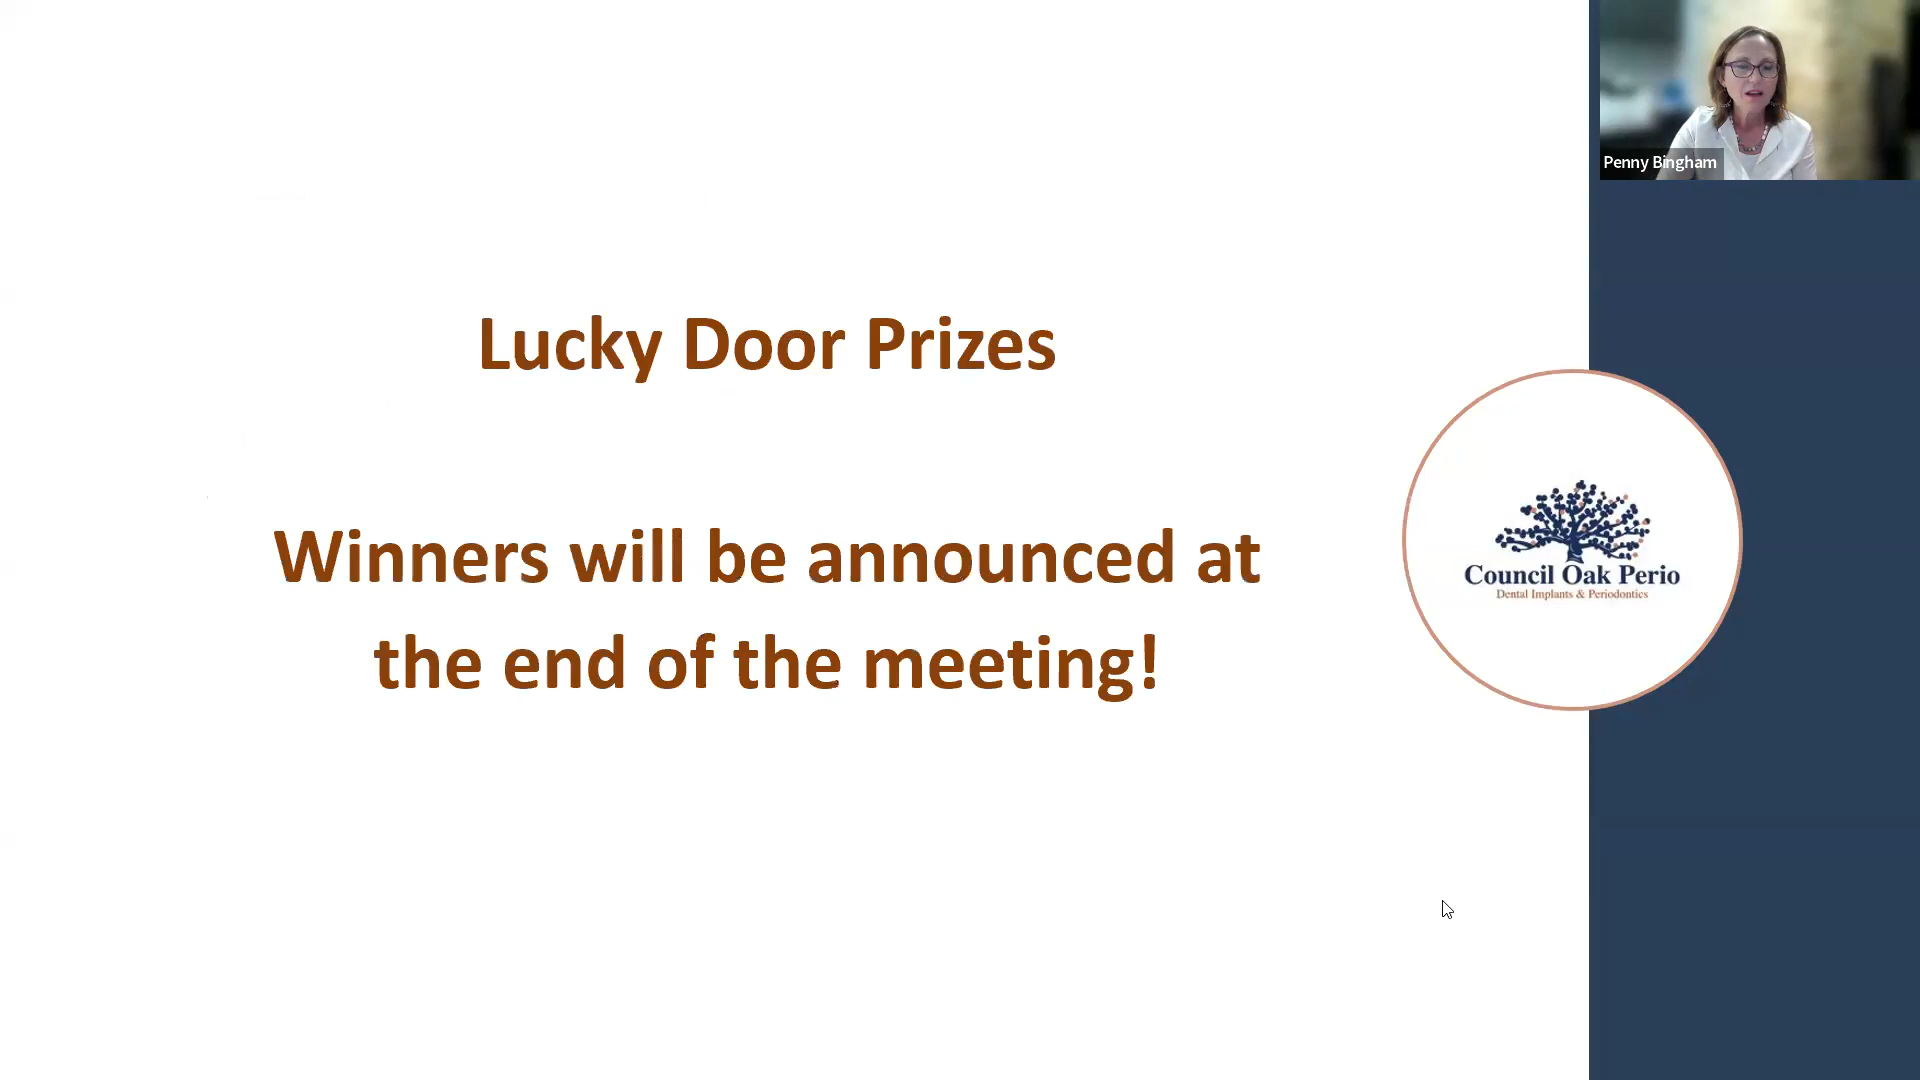 Penny Bingham
Lucky Door Prizes
Winners will be announced at
the end of the meeting!
Council Oak Perio
Dental Implants & Periodontics